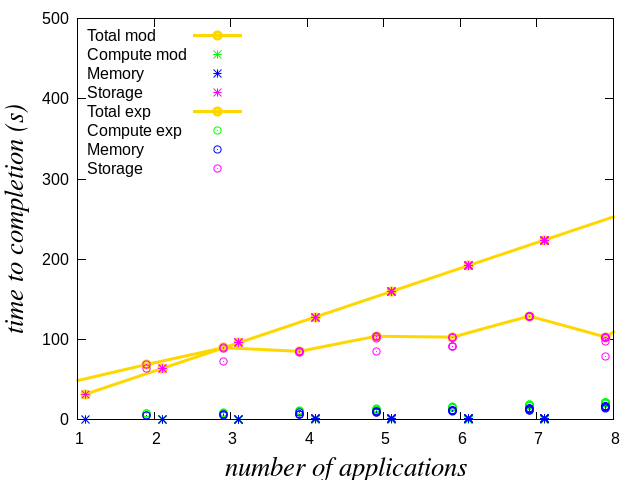 500
400
300
200
100
0
time to completion (s)
Total mod
Compute mod
Memory
Storage
Total exp
Compute exp
Memory
Storage
1 2 3 4 5 6 7 8
number of applications